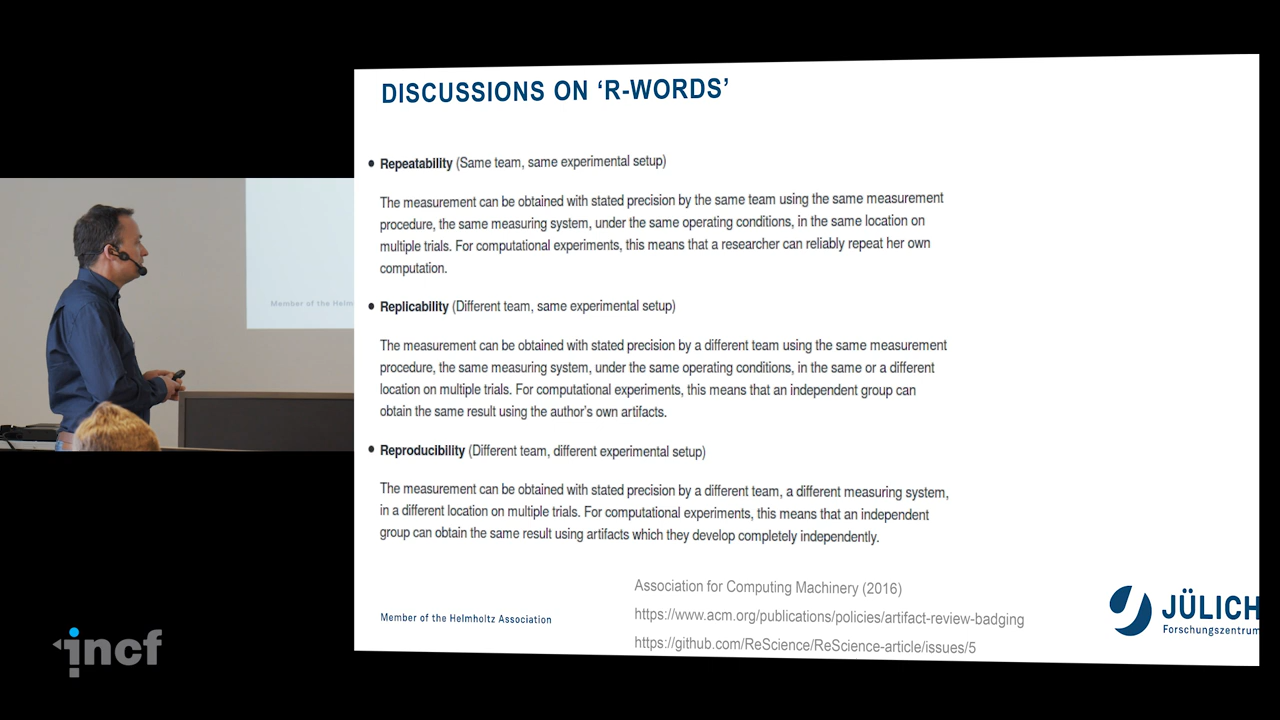 DISCUSSIONS ON ‘R-WORDS’
• Repeatability (Same team, same experimental setup)
The measurement can be obtained with stated precision by the same team using the same measurement
procedure, the same measuring system, under the same operating conditions, in the same location on
multiple trials. For computational experiments, this means that a researcher can reliably repeat her own
computation.
• Replicability (Different team, same experimental setup)
The measurement can be obtained with stated precision by a different team using the same measurement
procedure, the same measuring system, under the same operating conditions, in the same or a different
location on multiple trials. For computational experiments, this means that an independent group can
obtain the same result using the author’s own artifacts.
• Reproducibility (Different team, different experimental setup)
The measurement can be obtained with stated precision by a different team, a different measuring system,
in a different location on multiple trials. For computational experiments, this means that an independent
group can obtain the same result using artifacts which they develop completely independently.
Association for Computing Machinery (2016)
https://www.acm.org/publications/policies/artifact-review-badging
https://github.com/ReScience/ReScience-article/issues/5
Member of the Helmholtz Association
JÜLICH
Forschungszentrum
Member of the Helm
incf